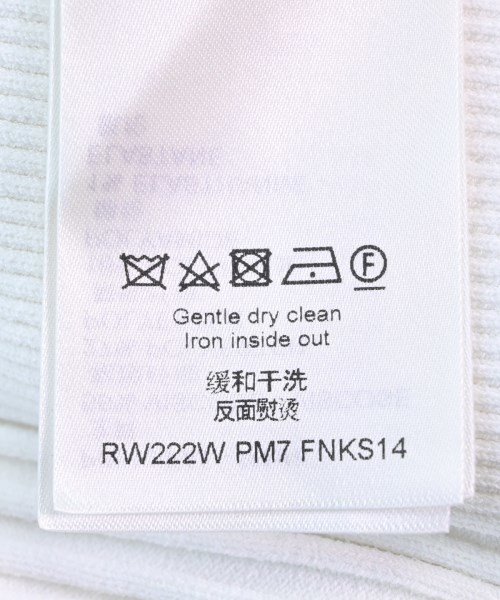 F
Gentle dry clean
Iron inside out
缓和干洗
反面熨烫
RW222W PM7 FNKS14